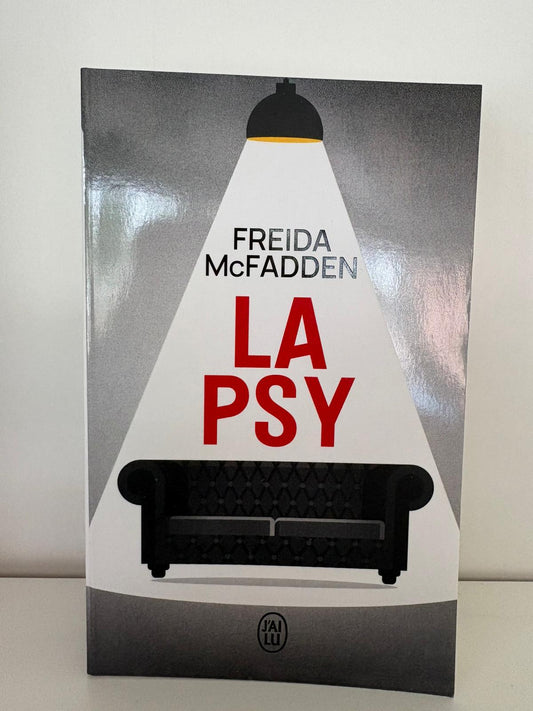 FREIDA
McFADDEN
LA
PSY
J'AI
LU